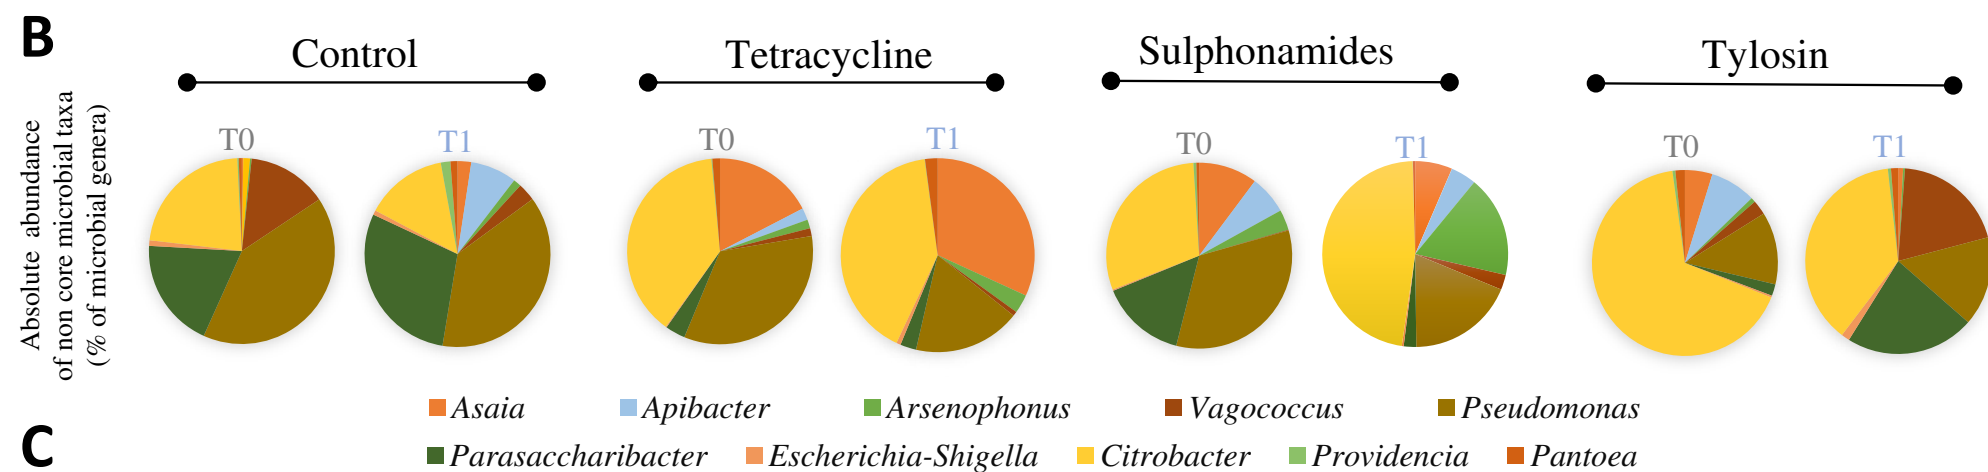 B
Control
Tetracycline
Sulphonamides
Tylosin
Absolute abundance
of non core microbial taxa
(% of microbial genera)
T0
T1
T0
T1
T0
T1
T0
T1
Asaia
Apibacter
Arsenophonus
Vagococcus
Pseudomonas
C
Parasaccharibacter
Escherichia-Shigella
Citrobacter
Providencia
Pantoea